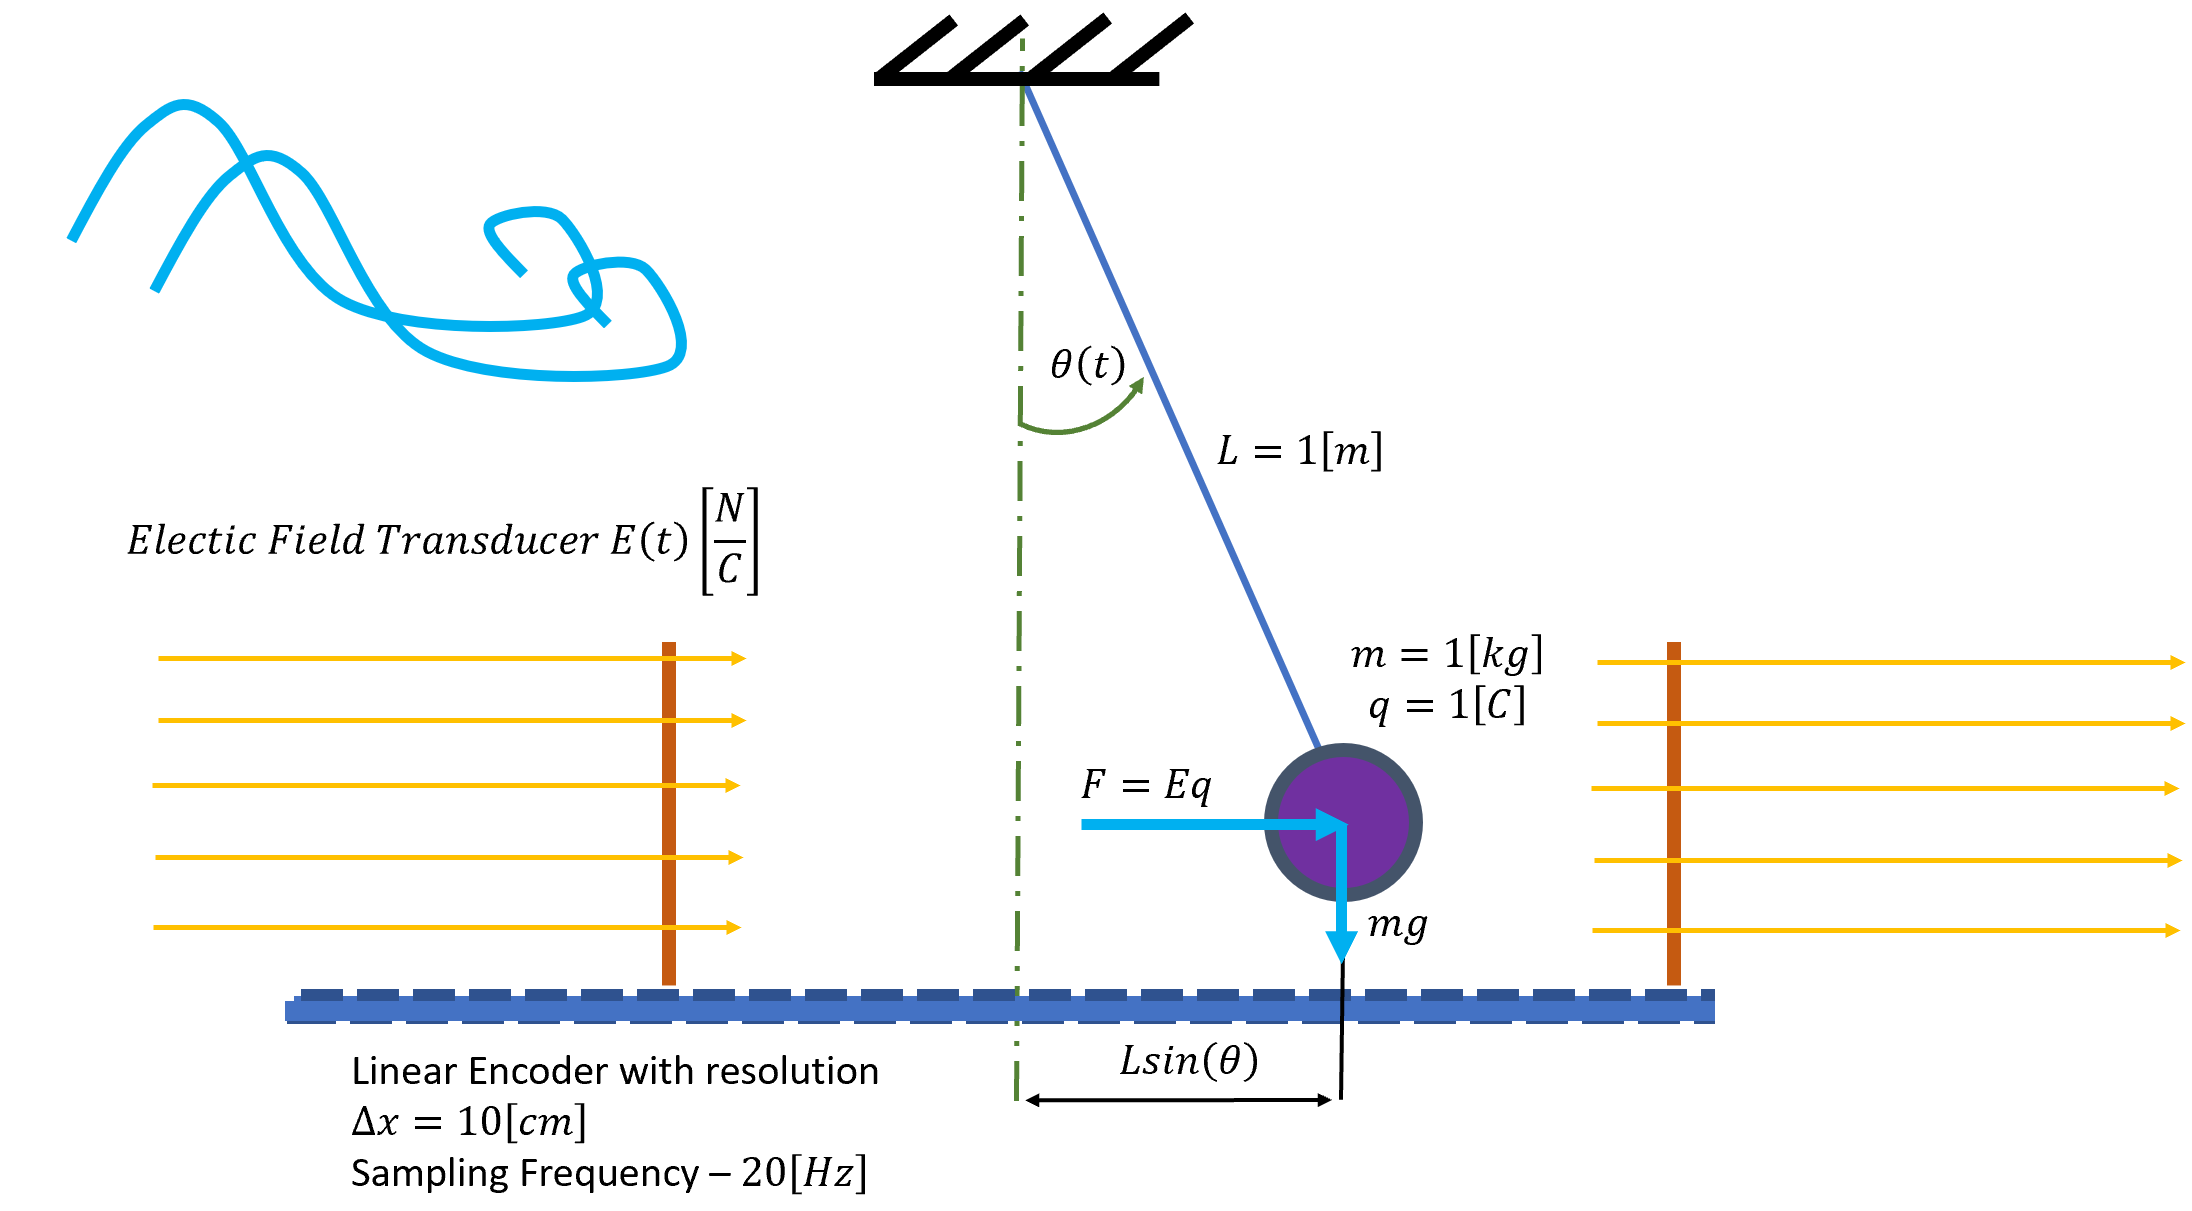 θ(t)
L = 1[m]
Electic Field Transducer E(t) [N/C]
m = 1[kg]
q = 1[C]
F = Eq
mg
Lsin(θ)
Linear Encoder with resolution
Δx = 10[cm]
Sampling Frequency – 20[Hz]